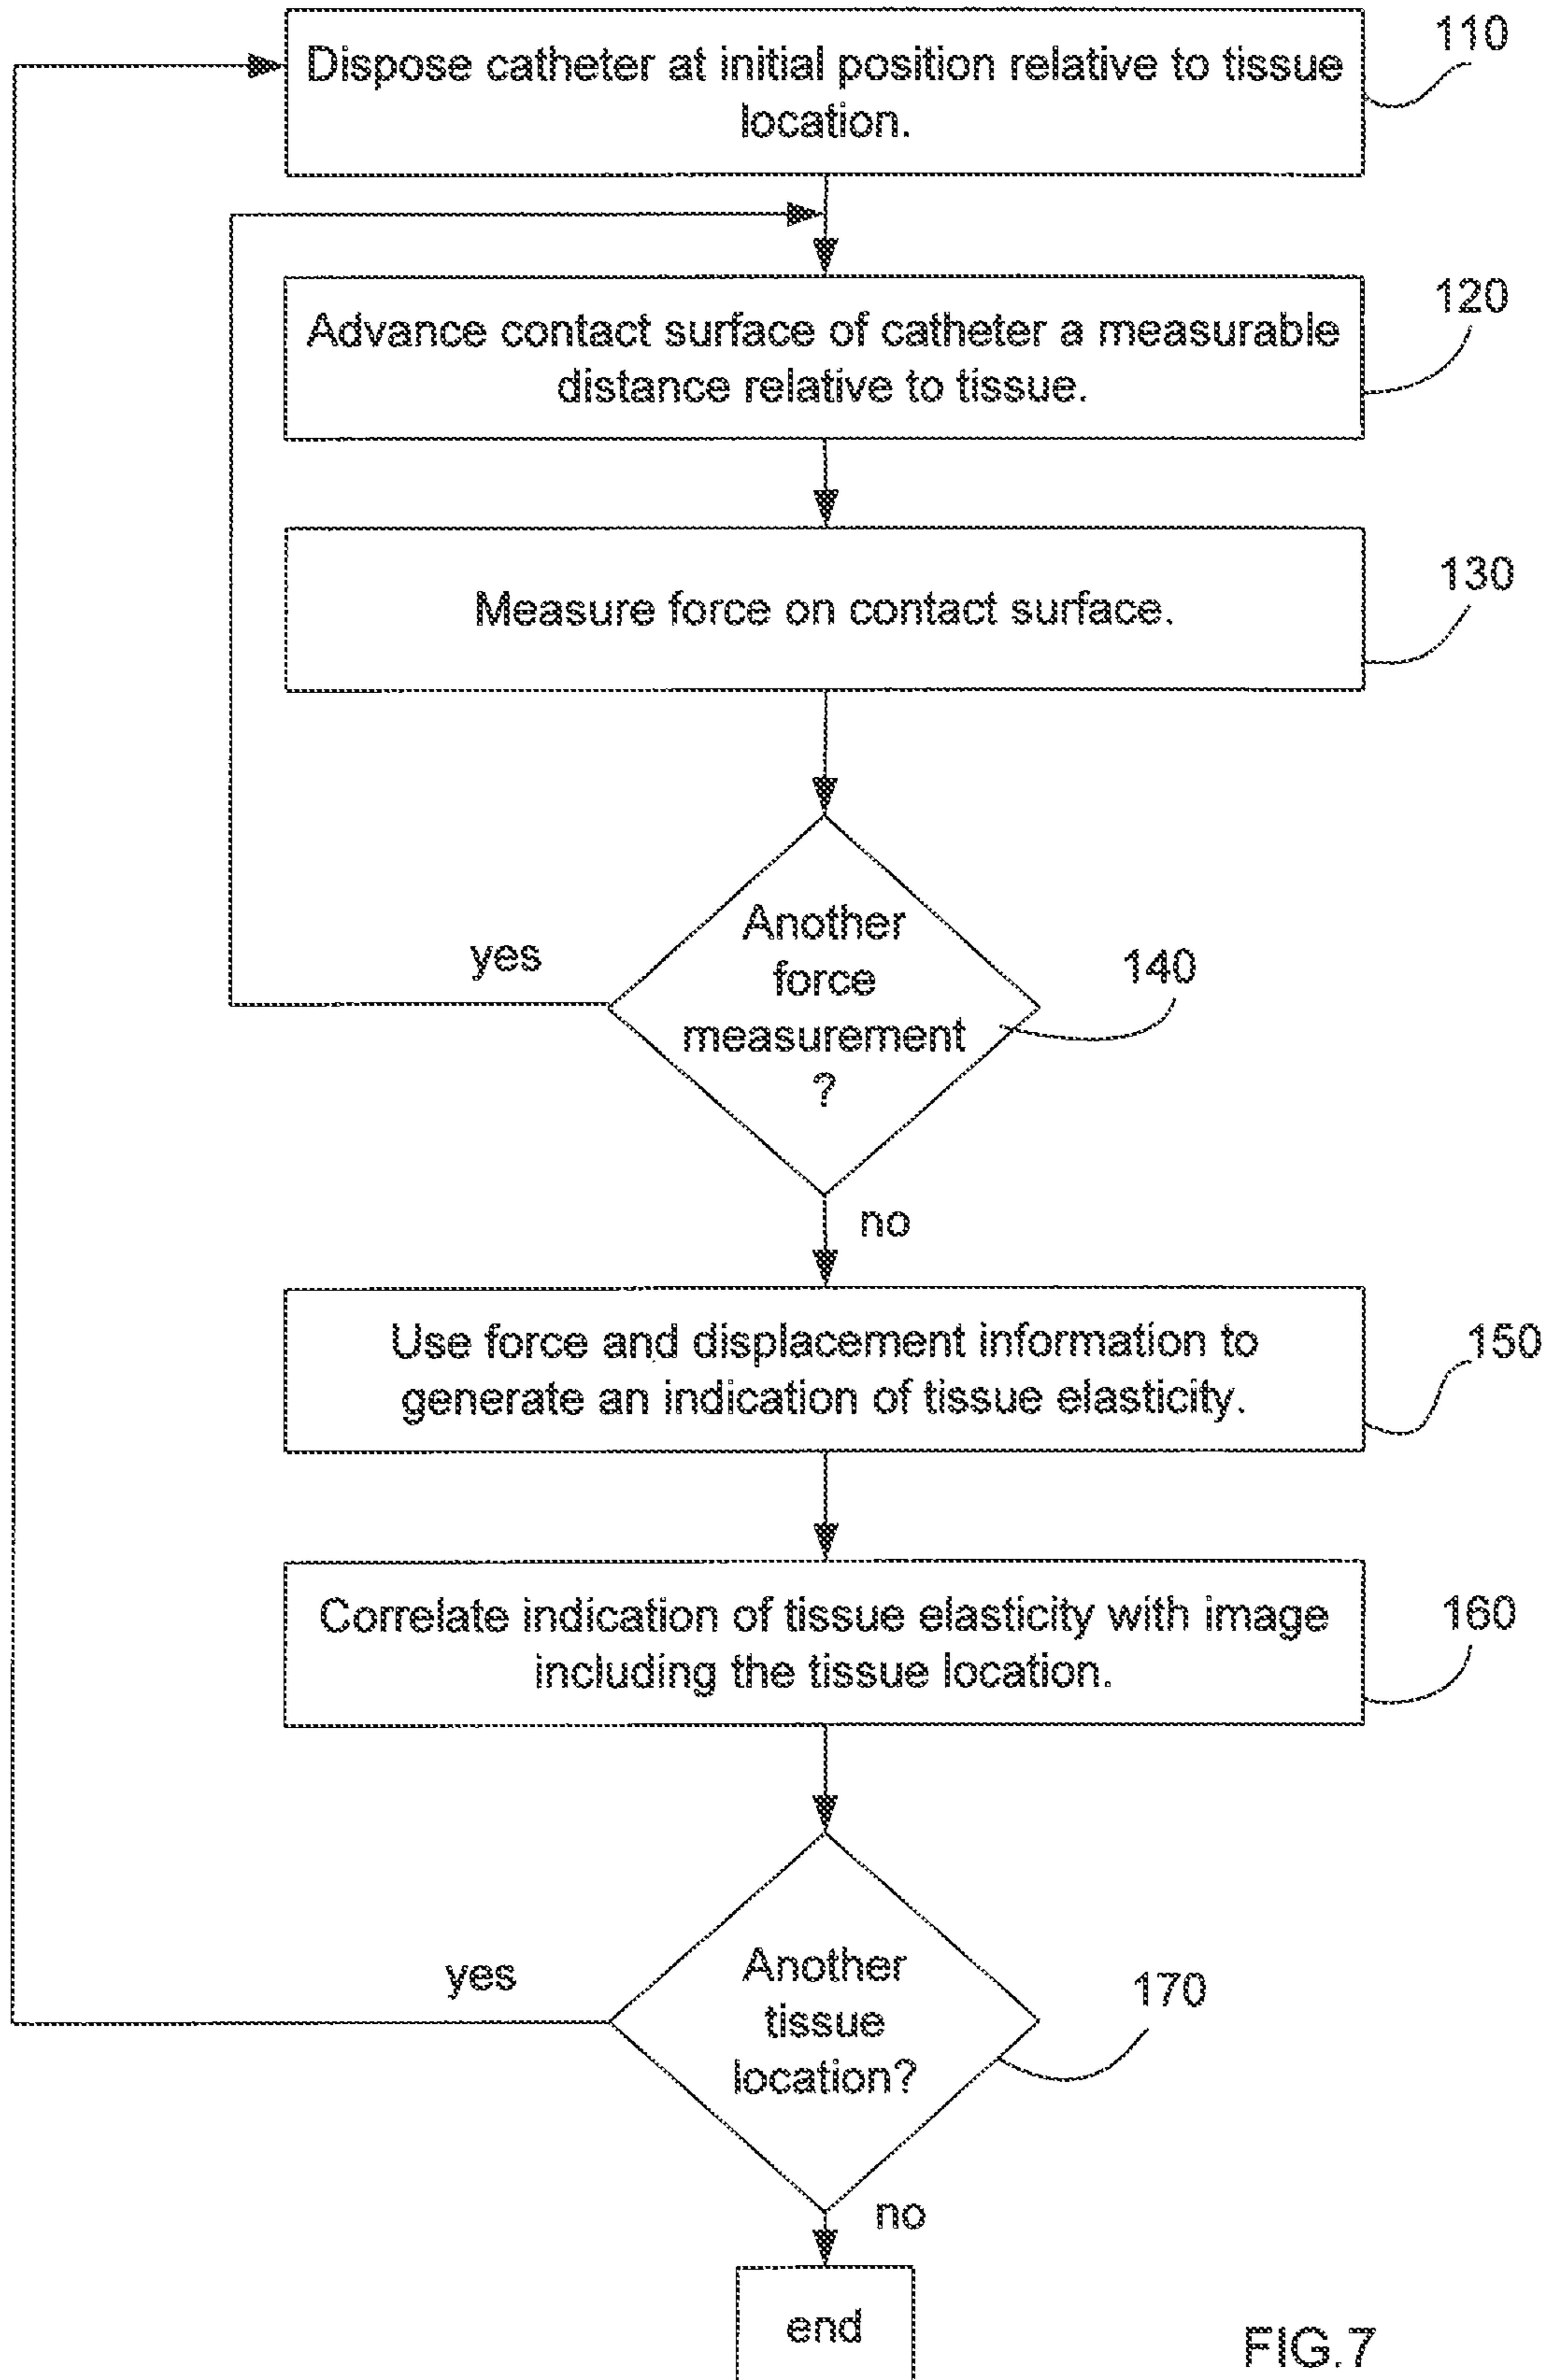 Dispose catheter at initial position relative to tissue
location.
110
Advance contact surface of catheter a measurable
distance relative to tissue.
120
Measure force on contact surface.
130
Another
force
measurement
?
yes
140
no
Use force and displacement information to
generate an indication of tissue elasticity.
150
Correlate indication of tissue elasticity with image
including the tissue location.
160
Another
tissue
location?
yes
170
no
end
FIG.7